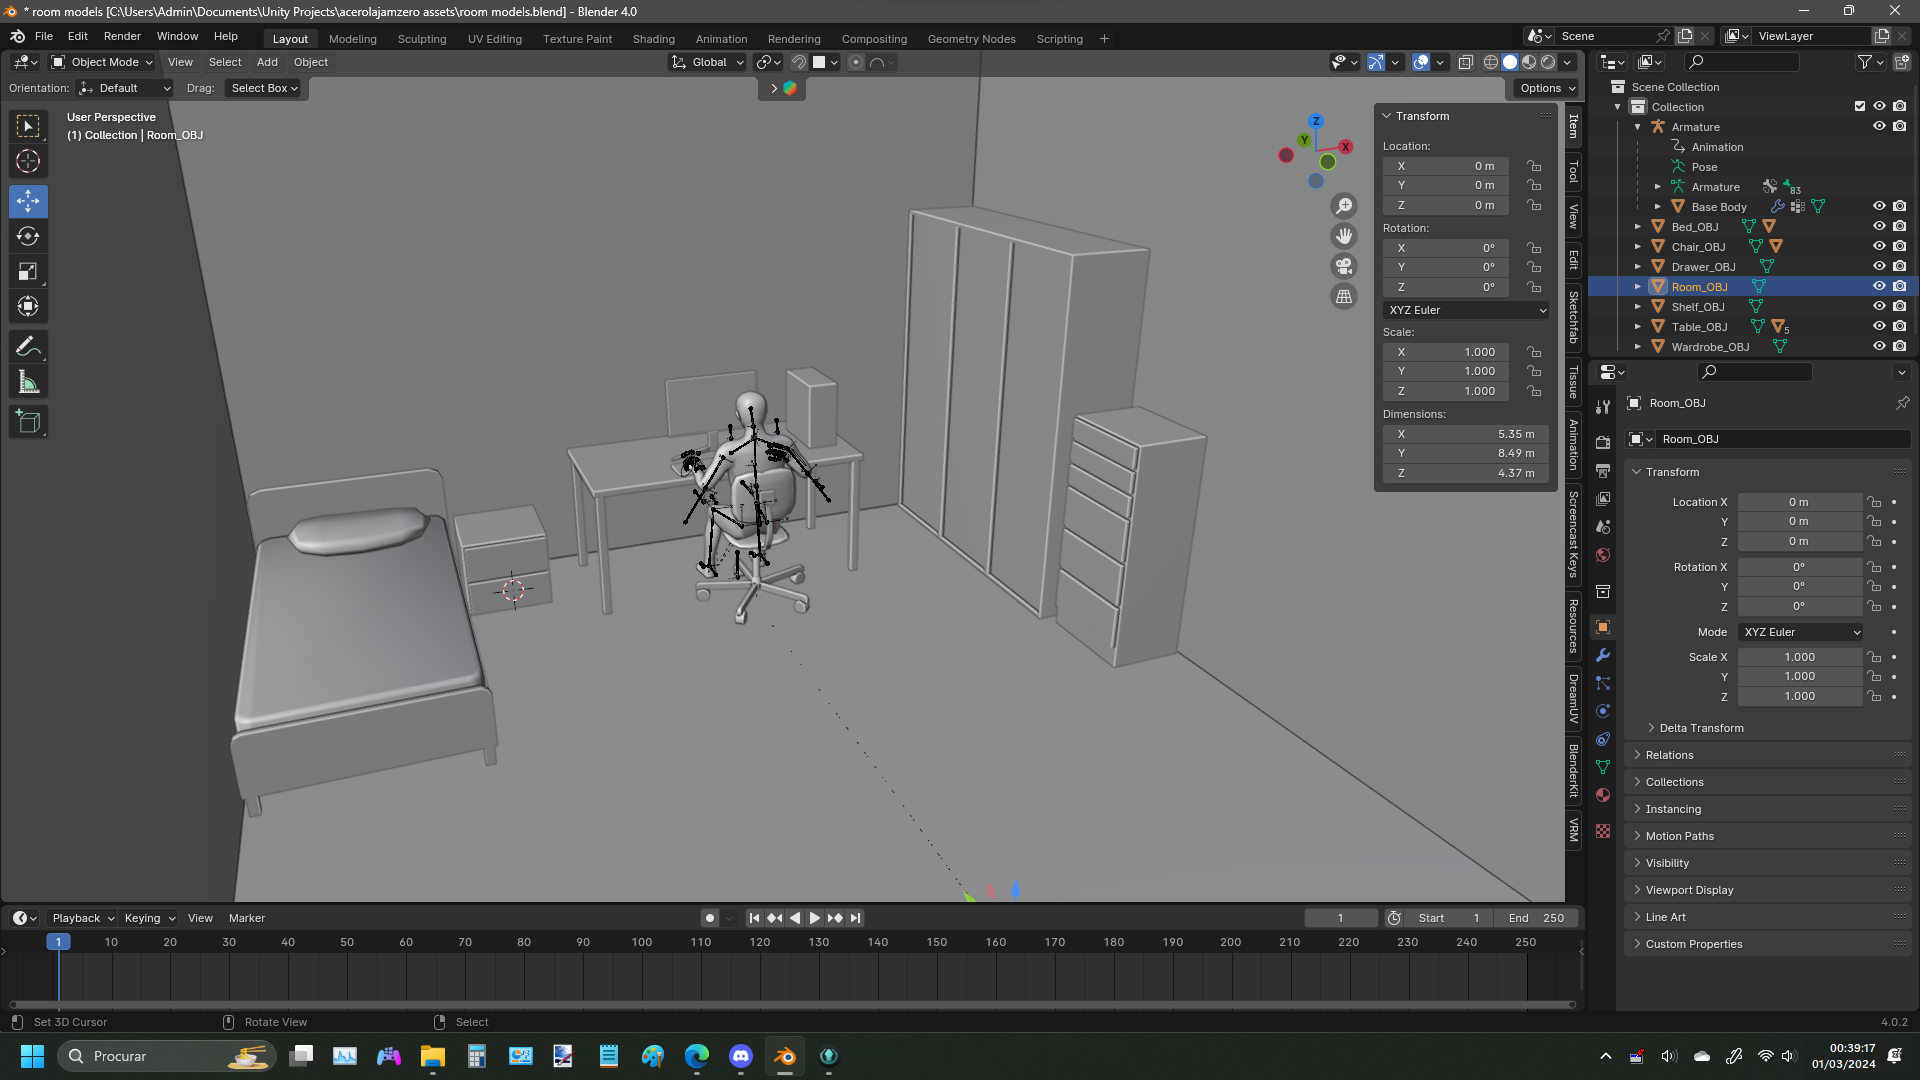 * room models [C:\Users\Admin\Documents\Unity Projects\acerolajamzero assets\room models.blend] - Blender 4.0
File Edit Render Window Help
Layout Modeling Sculpting UV Editing Texture Paint Shading Animation Rendering Compositing Geometry Nodes Scripting +
Scene
ViewLayer
Object Mode View Select Add Object
Global
Orientation: Default Drag: Select Box
Options
User Perspective
(1) Collection | Room_OBJ
Z
Y
X
Transform
Location:
X 0 m
Y 0 m
Z 0 m
Rotation:
X 0°
Y 0°
Z 0°
XYZ Euler
Scale:
X 1.000
Y 1.000
Z 1.000
Dimensions:
X 5.35 m
Y 8.49 m
Z 4.37 m
Item
Tool
View
Edit
Sketchfab
Tissue
Animation
Screencast Keys
Resources
DreamUV
BlenderKit
VRM
Scene Collection
Collection
Armature
Animation
Pose
Armature 83
Base Body
Bed_OBJ
Chair_OBJ
Drawer_OBJ
Room_OBJ
Shelf_OBJ
Table_OBJ 5
Wardrobe_OBJ
Room_OBJ
Room_OBJ
Transform
Location X 0 m
Y 0 m
Z 0 m
Rotation X 0°
Y 0°
Z 0°
Mode XYZ Euler
Scale X 1.000
Y 1.000
Z 1.000
Delta Transform
Relations
Collections
Instancing
Motion Paths
Visibility
Viewport Display
Line Art
Custom Properties
Playback Keying View Marker
1 Start 1 End 250
1 10 20 30 40 50 60 70 80 90 100 110 120 130 140 150 160 170 180 190 200 210 220 230 240 250
Set 3D Cursor Rotate View Select
4.0.2
Procurar
00:39:17
01/03/2024